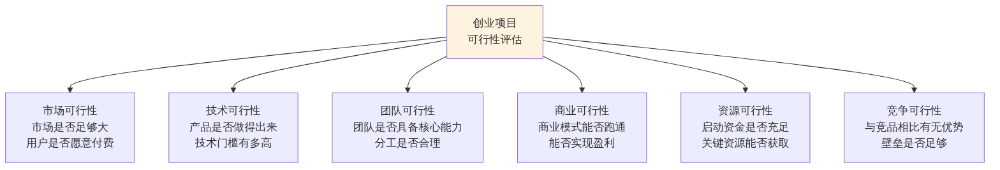 创业项目
可行性评估
市场可行性
市场是否足够大
用户是否愿意付费
技术可行性
产品是否做得出来
技术门槛有多高
团队可行性
团队是否具备核心能力
分工是否合理
商业可行性
商业模式能否跑通
能否实现盈利
资源可行性
启动资金是否充足
关键资源能否获取
竞争可行性
与竞品相比有无优势
壁垒是否足够